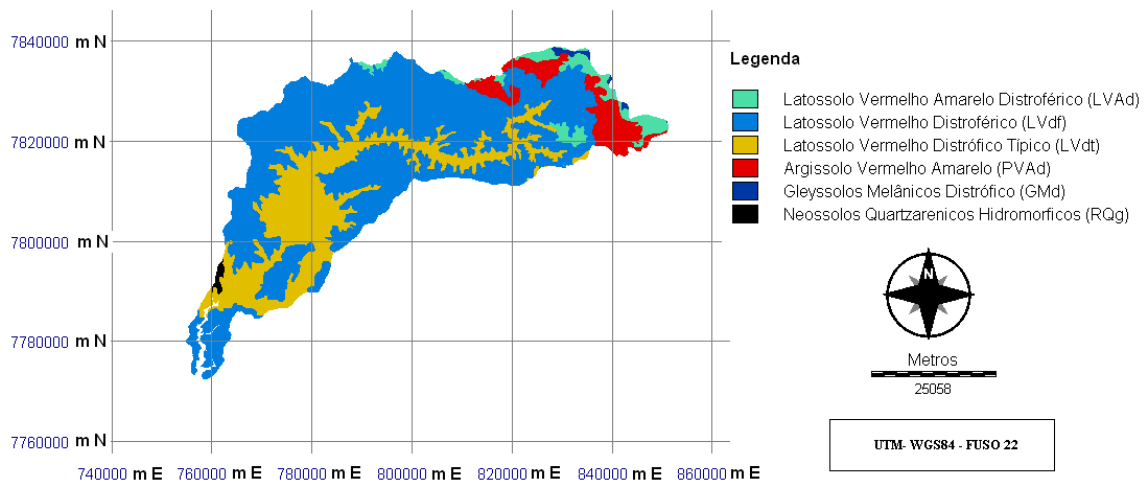 7840000 m N
7820000 m N
7800000 m N
7780000 m N
7760000 m N
740000 m E
760000 m E
780000 m E
800000 m E
820000 m E
840000 m E
860000 m E
Legenda
Latossolo Vermelho Amarelo Distroférico (LVAd)
Latossolo Vermelho Distroférico (LVdf)
Latossolo Vermelho Distrófico Típico (LVdt)
Argissolo Vermelho Amarelo (PVAd)
Gleyssolos Melânicos Distrófico (GMd)
Neossolos Quartzarenicos Hidromorficos (RQg)
N
Metros
25058
UTM- WGS84 - FUSO 22